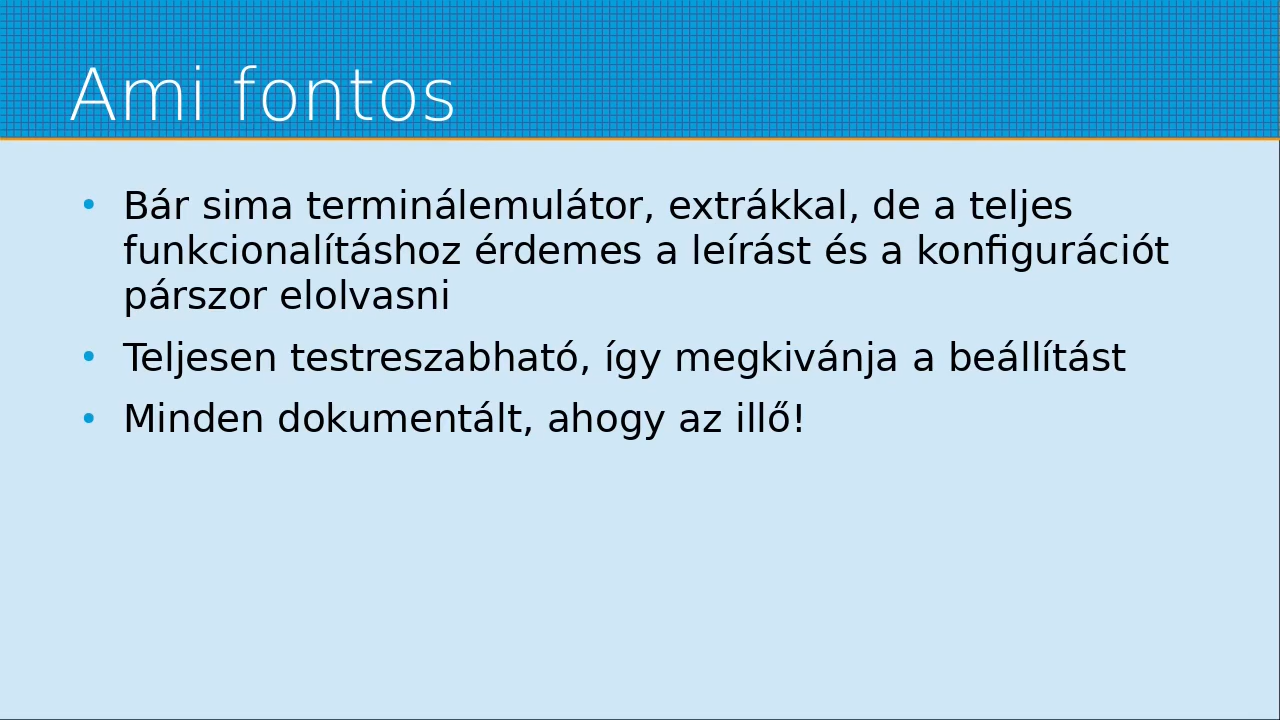 Ami fontos
• Bár sima terminálemulátor, extrákkal, de a teljes
funkcionalításhoz érdemes a leírást és a konfigurációt
párszor elolvasni
• Teljesen testreszabható, így megkivánja a beállítást
• Minden dokumentált, ahogy az illő!